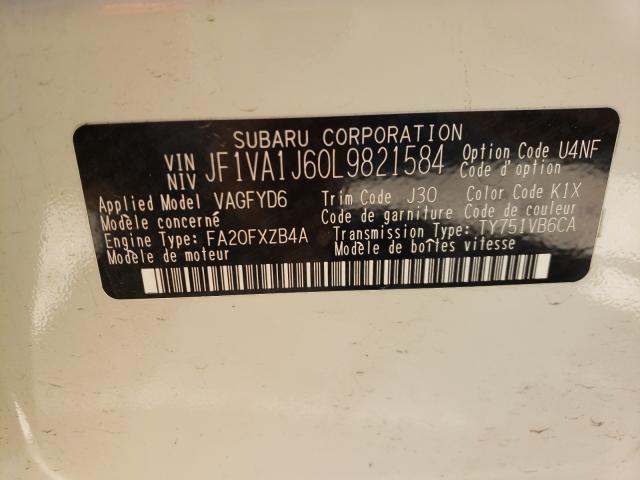 SUBARU CORPORATION
VIN NIV JF1VA1J60L9821584 Option Code U4NF
Code d'option
Applied Model VAGFYD6 Trim Code J30 Color Code K1X
Modèle concerné Code de garniture Code de couleur
Engine Type: FA20FXZB4A Transmission Type: TY751VB6CA
Modèle de moteur Modèle de boîtes vitesse